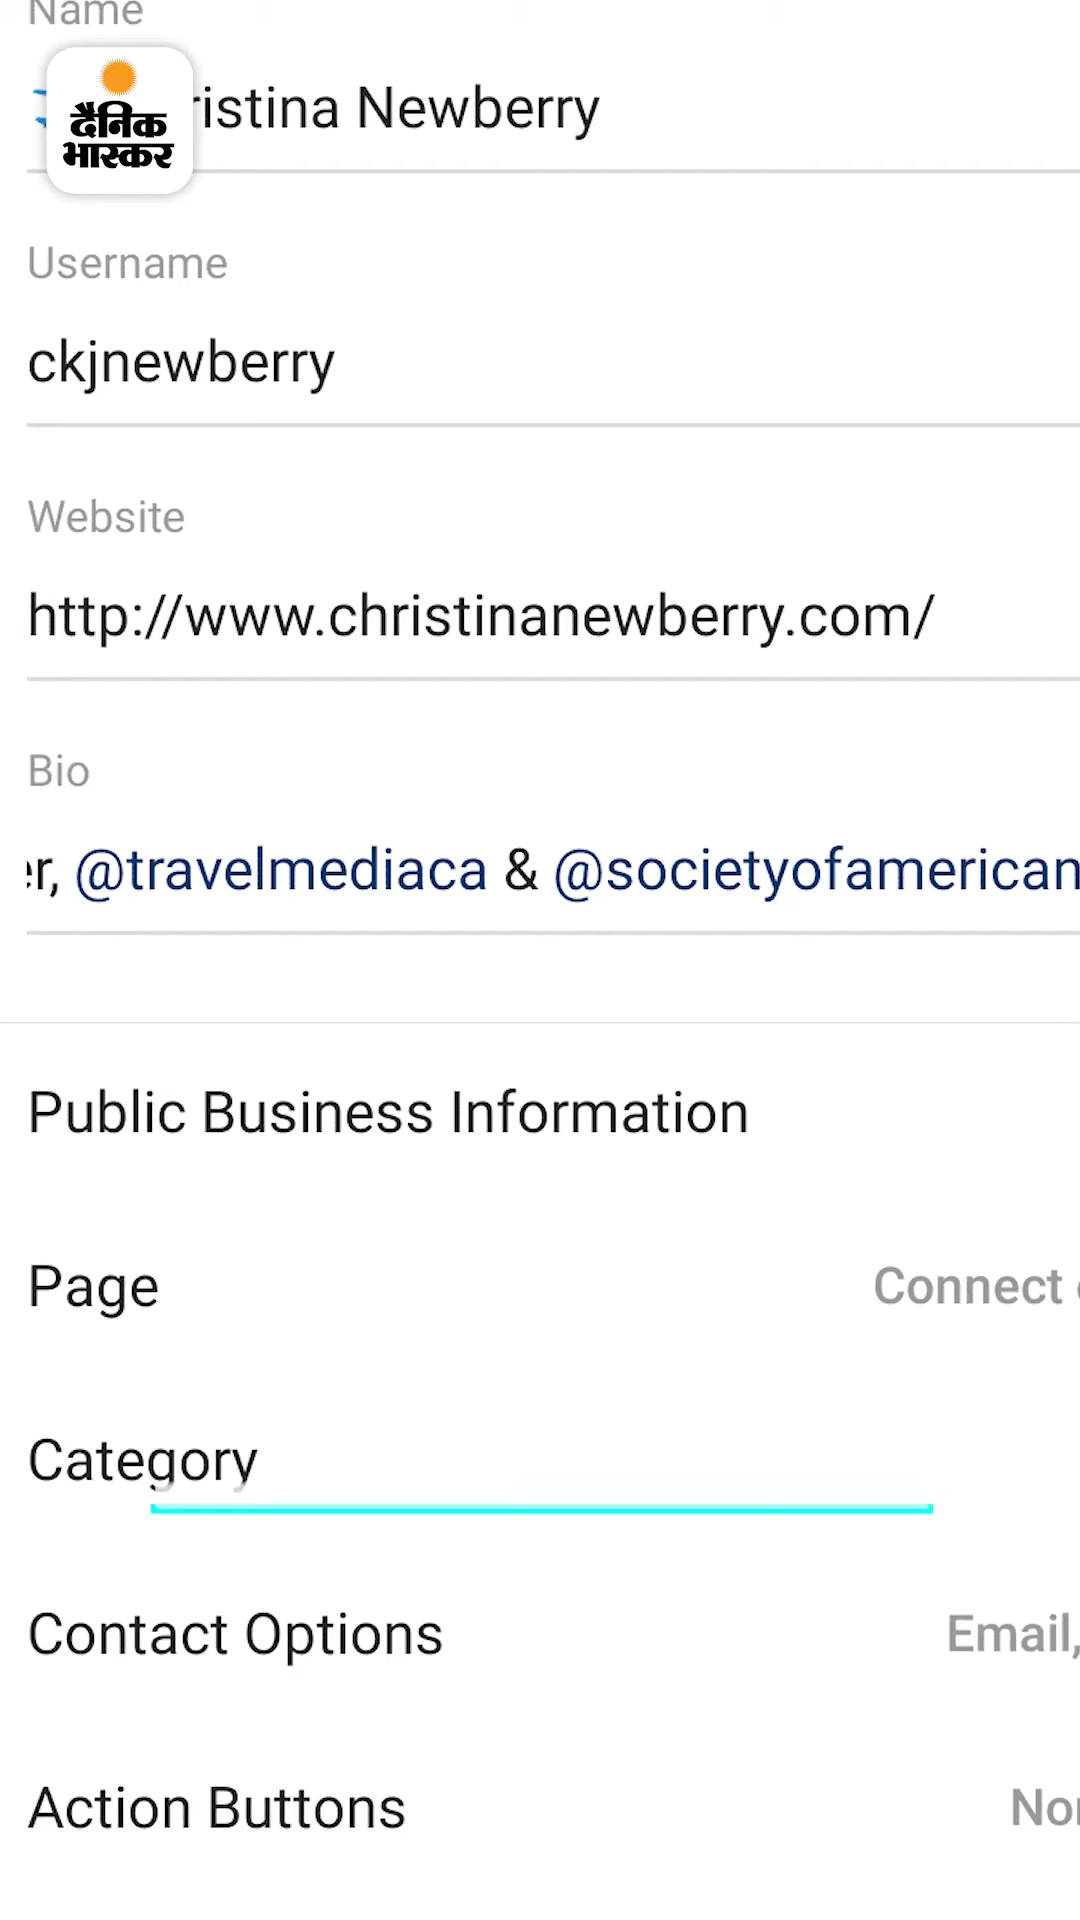 Name
दैनिक
भास्कर
ristina Newberry
Username
ckjnewberry
Website
http://www.christinanewberry.com/
Bio
er, @travelmediaca & @societyofamerican
Public Business Information
Page
Connect
Category
Contact Options
Email,
Action Buttons